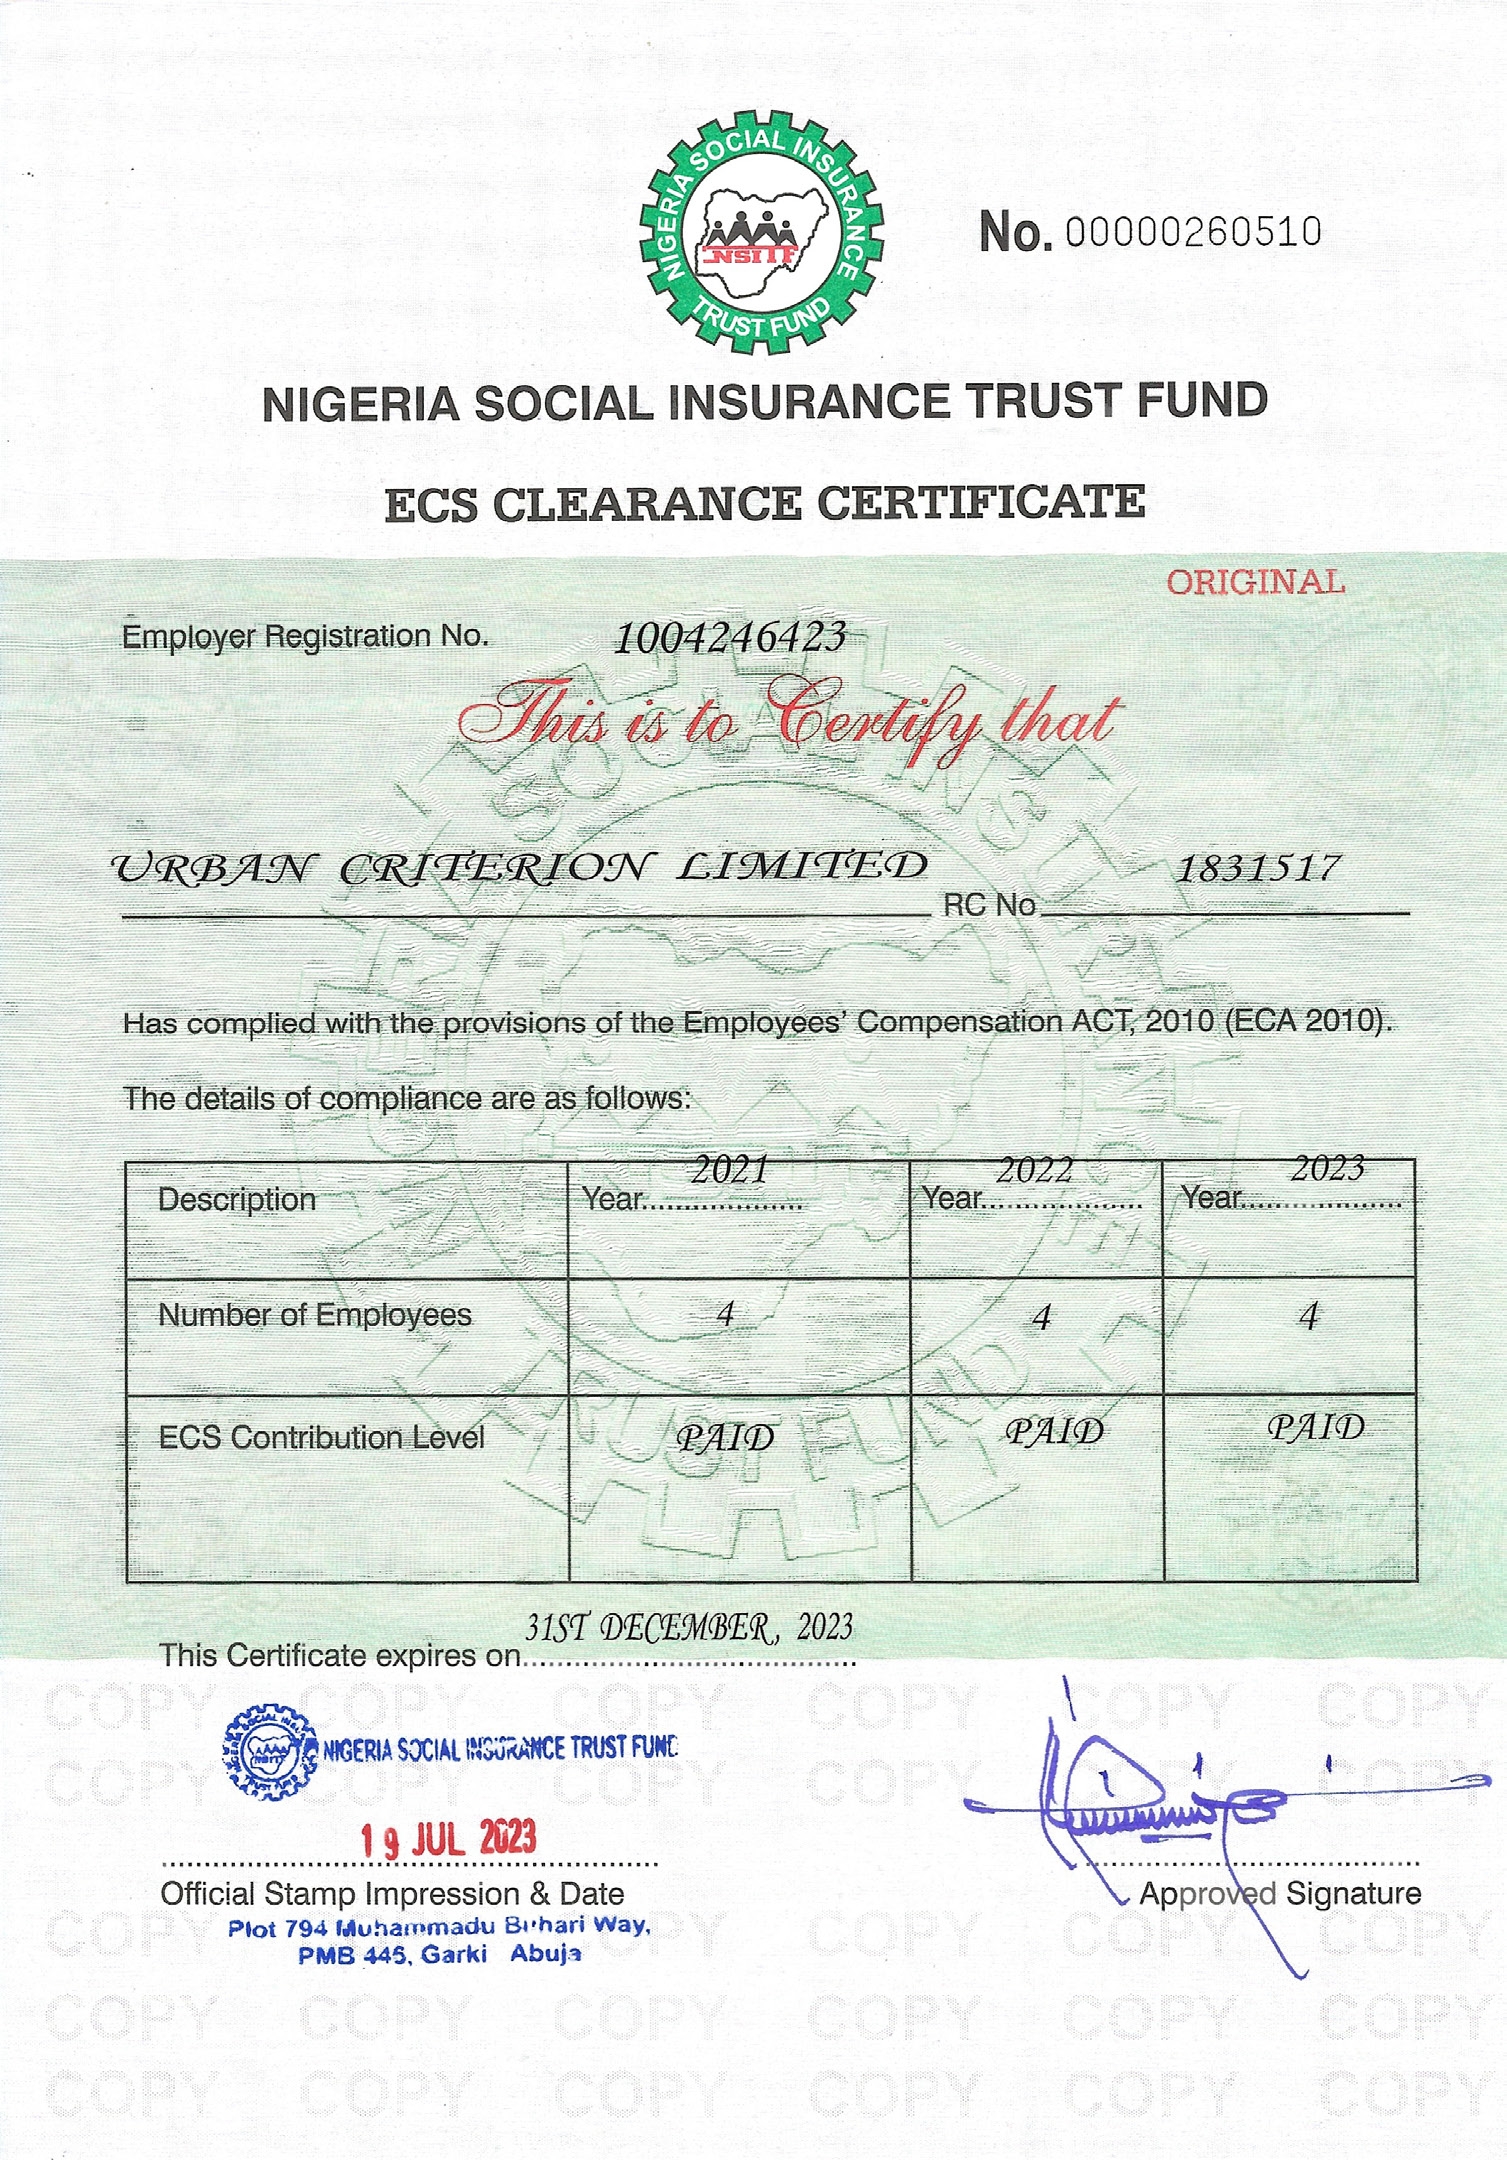 NIGERIA SOCIAL INSURANCE TRUST FUND
NSITF
No. 00000260510
NIGERIA SOCIAL INSURANCE TRUST FUND
ECS CLEARANCE CERTIFICATE
ORIGINAL
Employer Registration No. 1004246423
This is to Certify that
URBAN CRITERION LIMITED RC No 1831517
Has complied with the provisions of the Employees' Compensation ACT, 2010 (ECA 2010).
The details of compliance are as follows:
Description Year 2021 Year 2022 Year 2023
Number of Employees 4 4 4
ECS Contribution Level PAID PAID PAID
This Certificate expires on 31ST DECEMBER, 2023
COPY COPY COPY COPY COPY COPY
NIGERIA SOCIAL INSURANCE TRUST FUND
COPY COPY COPY COPY COPY COPY
19 JUL 2023
Official Stamp Impression & Date Approved Signature
Plot 794 Muhammadu Buhari Way,
PMB 445, Garki Abuja
COPY COPY COPY COPY COPY COPY
COPY COPY COPY COPY COPY COPY
COPY COPY COPY COPY COPY COPY